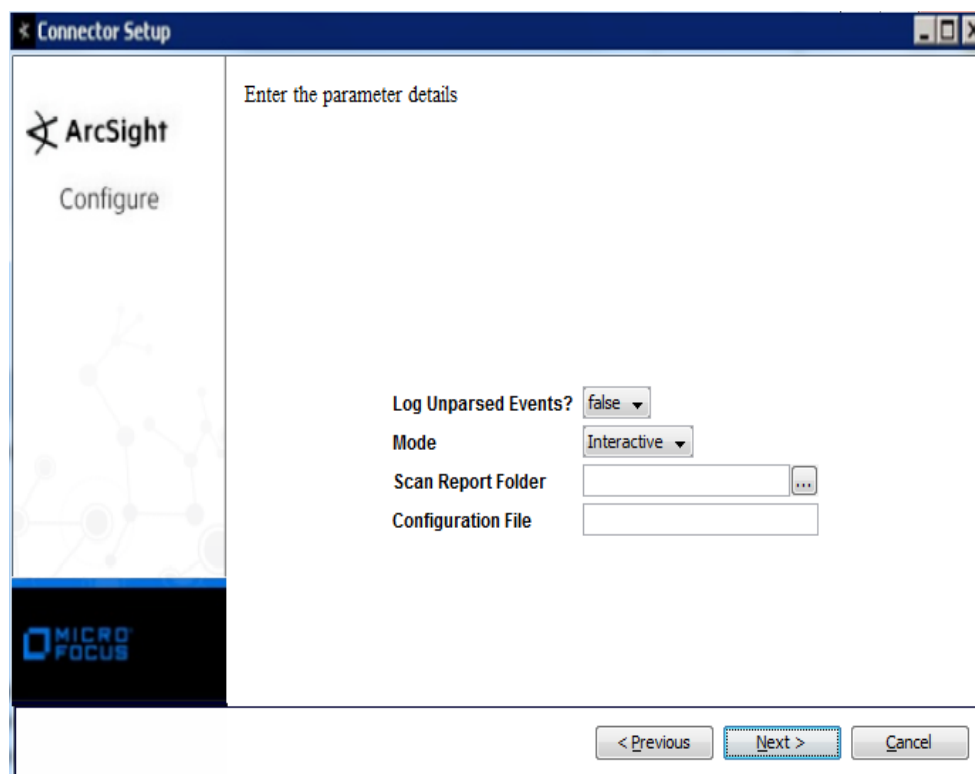 Connector Setup
ArcSight
Configure
Enter the parameter details
Log Unparsed Events? false
Mode Interactive
Scan Report Folder ...
Configuration File
MICRO
FOCUS
< Previous Next > Cancel